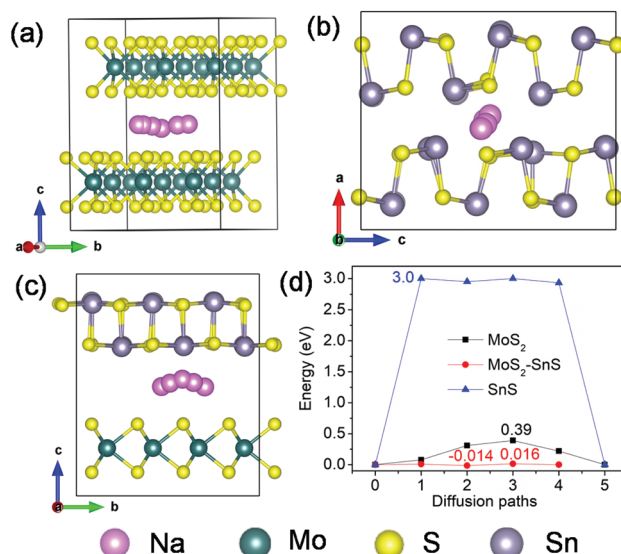 (a)
c
a
b
(b)
a
b
c
(c)
c
a
b
(d)
3.0
2.5
2.0
1.5
1.0
0.5
0.0
Energy (eV)
3.0
MoS2
MoS2-SnS
SnS
0.39
-0.014
0.016
0 1 2 3 4 5
Diffusion paths
Na Mo S Sn